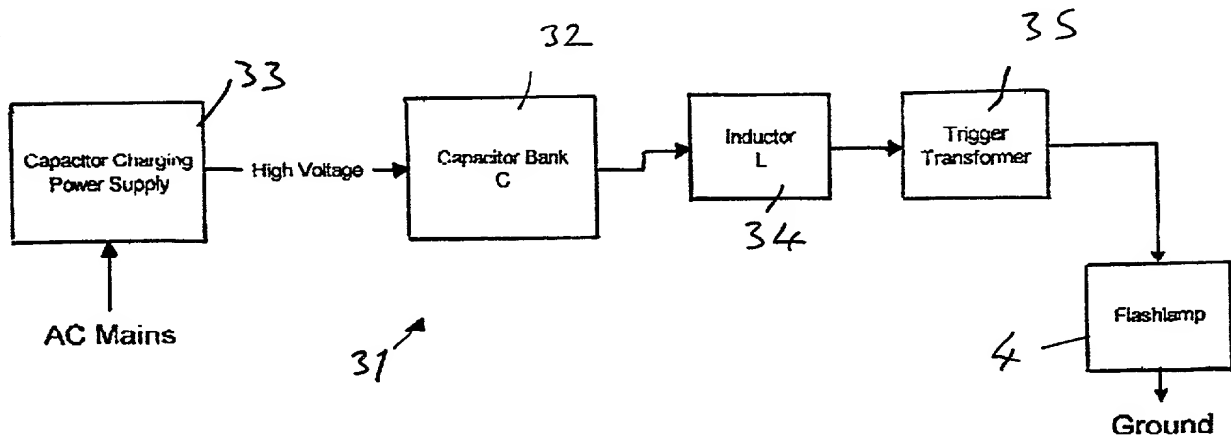 33
Capacitor Charging
Power Supply
High Voltage
32
Capacitor Bank
C
Inductor
L
34
35
Trigger
Transformer
Flashlamp
4
Ground
AC Mains
31